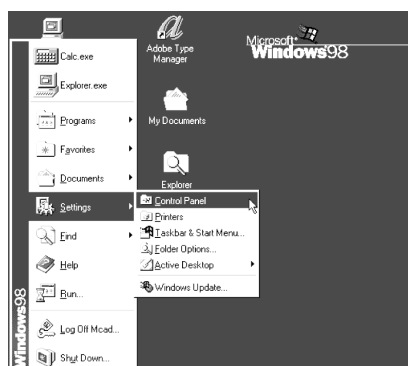 Calc.exe
Explorer.exe
Programs
Favorites
Documents
Settings
Find
Help
Run...
Log Off Mcad...
Shut Down...
Windows98
Adobe Type
Manager
My Documents
Explorer
Microsoft
Windows98
Control Panel
Printers
Taskbar & Start Menu...
Folder Options...
Active Desktop
Windows Update...